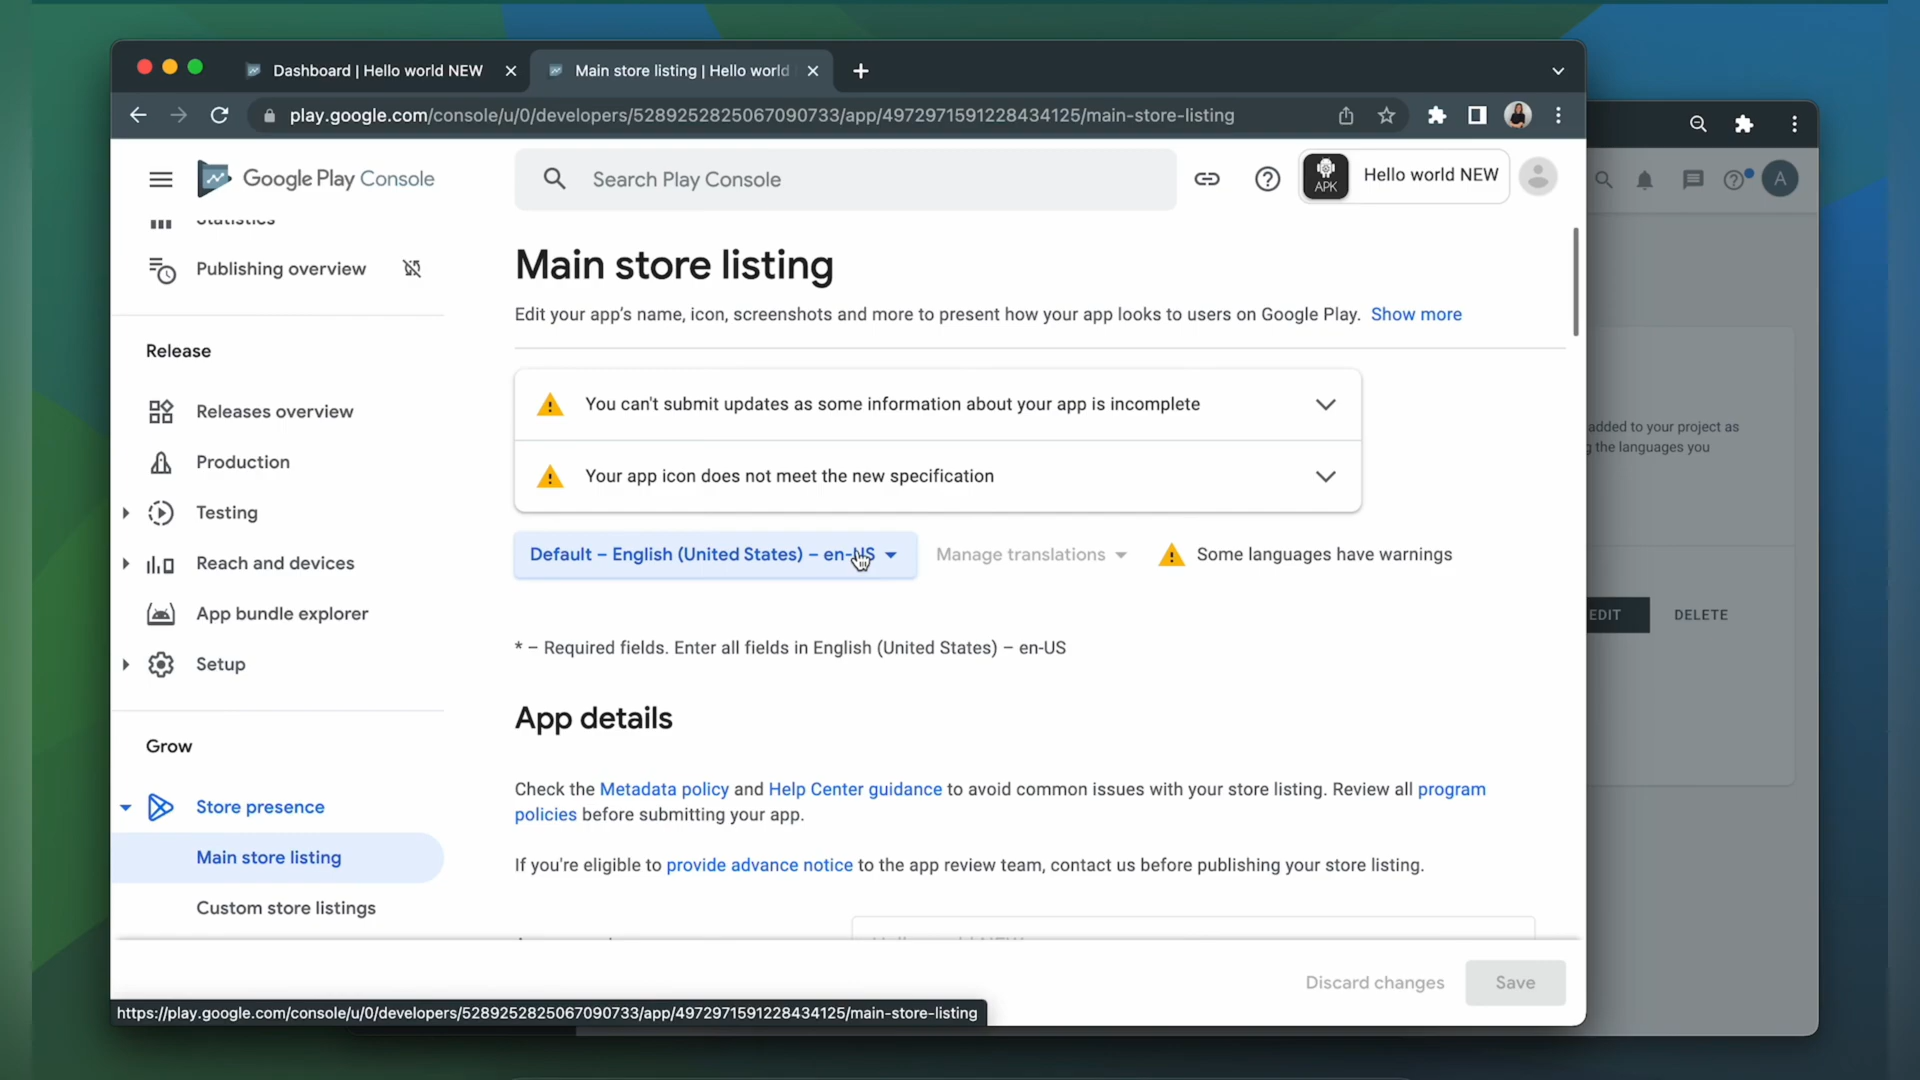 Dashboard | Hello world NEW
Main store listing | Hello world
play.google.com/console/u/0/developers/5289252825067090733/app/4972971591228434125/main-store-listing
Google Play Console
Search Play Console
APK
Hello world NEW
A
Statistics
Publishing overview
Release
Releases overview
Production
Testing
Reach and devices
App bundle explorer
Setup
Grow
Store presence
Main store listing
Custom store listings
Main store listing
Edit your app's name, icon, screenshots and more to present how your app looks to users on Google Play. Show more
You can't submit updates as some information about your app is incomplete
Your app icon does not meet the new specification
Default – English (United States) – en-US
Manage translations
Some languages have warnings
* – Required fields. Enter all fields in English (United States) – en-US
App details
Check the Metadata policy and Help Center guidance to avoid common issues with your store listing. Review all program
policies before submitting your app.
If you're eligible to provide advance notice to the app review team, contact us before publishing your store listing.
Discard changes
Save
https://play.google.com/console/u/0/developers/5289252825067090733/app/4972971591228434125/main-store-listing
added to your project as
the languages you
EDIT
DELETE